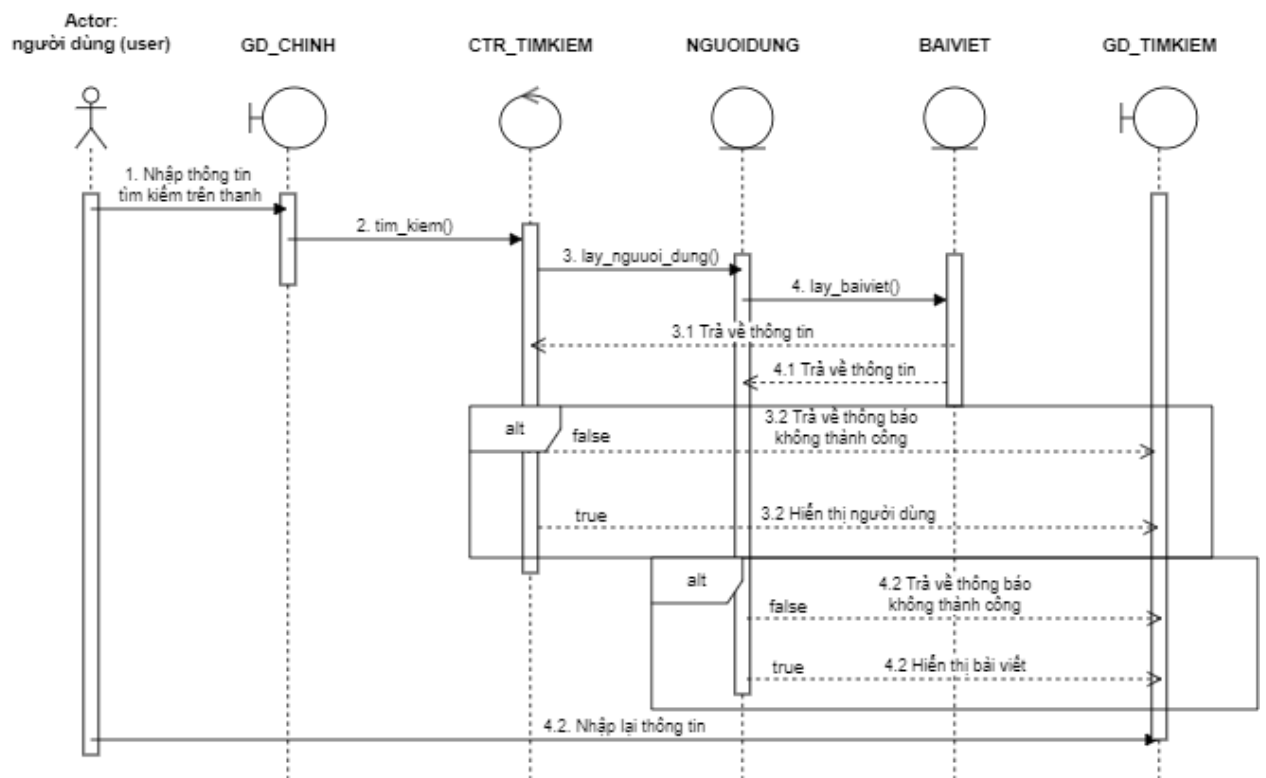 Actor:
người dùng (user)
GD_CHINH
CTR_TIMKIEM
NGUOIDUNG
BAIVIET
GD_TIMKIEM
1. Nhập thông tin
tìm kiếm trên thanh
2. tim_kiem()
3. lay_nguuoi_dung()
4. lay_baiviet()
3.1 Trả về thông tin
4.1 Trả về thông tin
alt
false
3.2 Trả về thông báo
không thành công
true
3.2 Hiển thị người dùng
alt
false
4.2 Trả về thông báo
không thành công
true
4.2 Hiển thị bài viết
4.2. Nhập lại thông tin